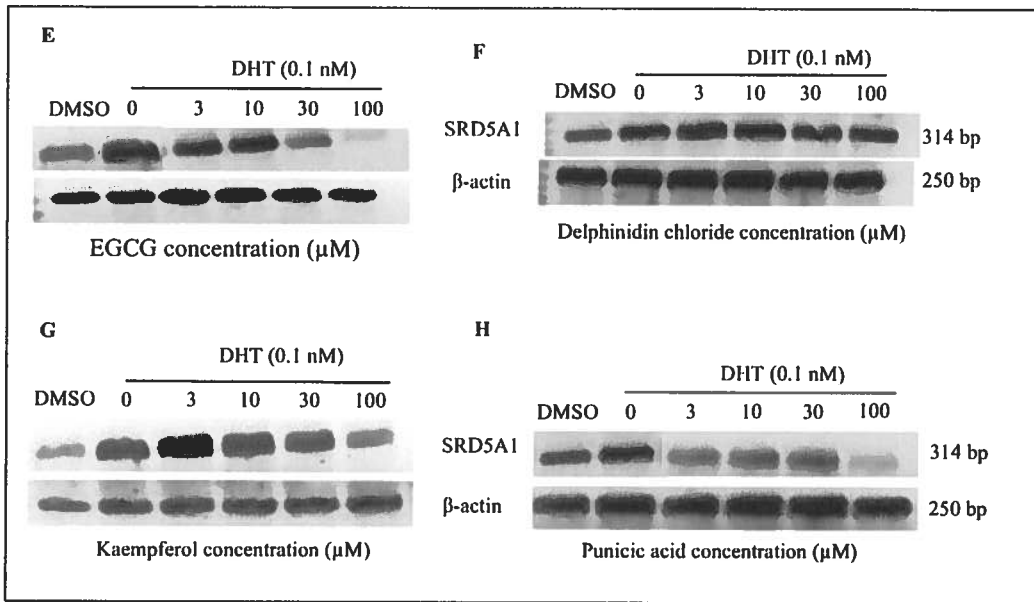 E
DHT (0.1 nM)
DMSO 0 3 10 30 100
EGCG concentration (µM)
F
DHT (0.1 nM)
DMSO 0 3 10 30 100
SRD5A1 314 bp
β-actin 250 bp
Delphinidin chloride concentration (µM)
G
DHT (0.1 nM)
DMSO 0 3 10 30 100
Kaempferol concentration (µM)
H
DHT (0.1 nM)
DMSO 0 3 10 30 100
SRD5A1 314 bp
β-actin 250 bp
Punicic acid concentration (µM)